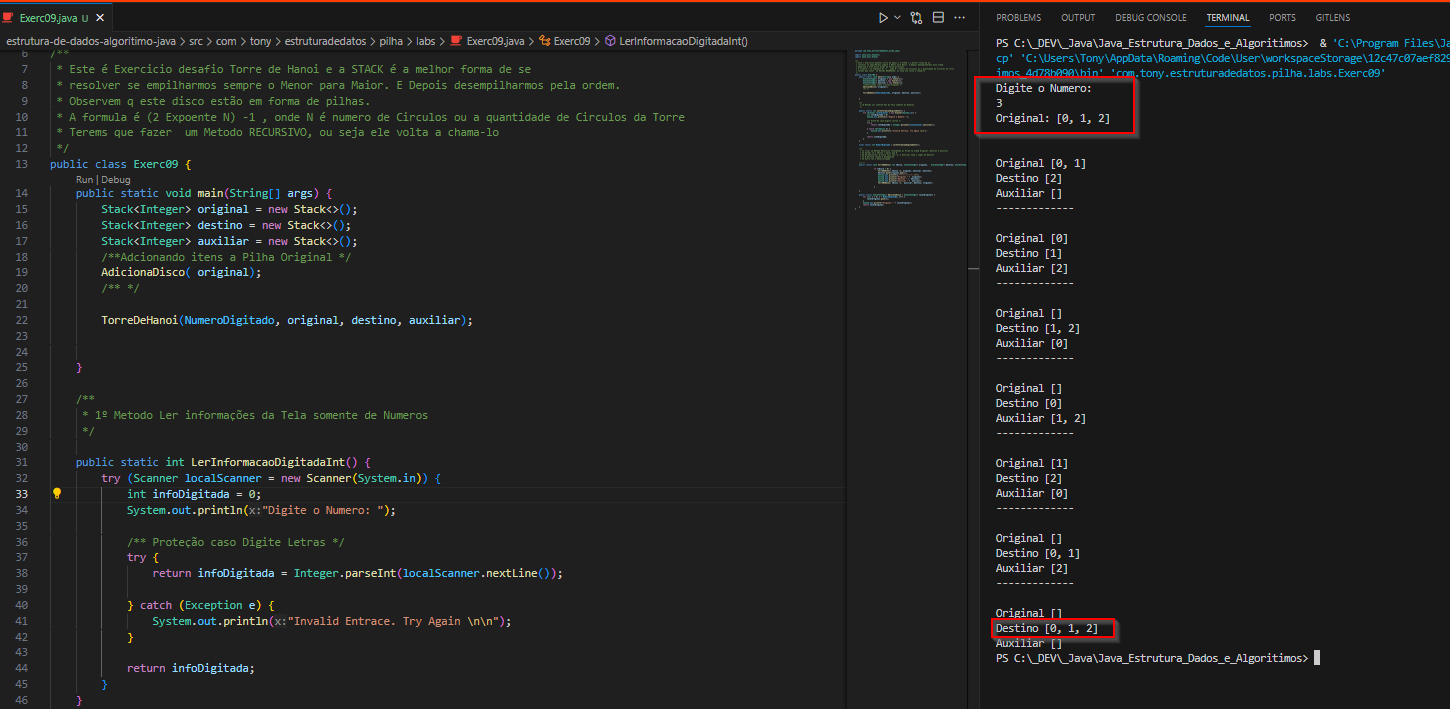 Exerc09.java U ×
estrutura-de-dados-algoritimo-java > src > com > tony > estruturadedatos > pilha > labs > Exerc09.java > Exerc09 > LerInformacaoDigitadaInt()
6 /**
7 * Este é Exercicio desafio Torre de Hanoi e a STACK é a melhor forma de se
8 * resolver se empilharmos sempre o Menor para Maior. E Depois desempilharmos pela ordem.
9 * Observem q este disco estão em forma de pilhas.
10 * A formula é (2 Expoente N) -1 , onde N é numero de Circulos ou a quantidade de Circulos da Torre
11 * Terems que fazer  um Metodo RECURSIVO, ou seja ele volta a chama-lo
12 */
13 public class Exerc09 {
Run | Debug
14 public static void main(String[] args) {
15 Stack<Integer> original = new Stack<>();
16 Stack<Integer> destino = new Stack<>();
17 Stack<Integer> auxiliar = new Stack<>();
18 /**Adcionando itens a Pilha Original */
19 AdicionaDisco( original);
20 /** */
21
22 TorreDeHanoi(NumeroDigitado, original, destino, auxiliar);
23
24
25 }
26
27 /**
28 * 1º Metodo Ler informações da Tela somente de Numeros
29 */
30
31 public static int LerInformacaoDigitadaInt() {
32 try (Scanner localScanner = new Scanner(System.in)) {
33 int infoDigitada = 0;
34 System.out.println(x:"Digite o Numero: ");
35
36 /** Proteção caso Digite Letras */
37 try {
38 return infoDigitada = Integer.parseInt(localScanner.nextLine());
39
40 } catch (Exception e) {
41 System.out.println(x:"Invalid Entrace. Try Again \n\n");
42 }
43
44 return infoDigitada;
45 }
46 }
PROBLEMS OUTPUT DEBUG CONSOLE TERMINAL PORTS GITLENS
PS C:\_DEV\_Java\Java_Estrutura_Dados_e_Algoritimos>  & 'C:\Program Files\Ja
cp' 'C:\Users\Tony\AppData\Roaming\Code\User\workspaceStorage\12c47c07aef829
imos_4d78b090\bin' 'com.tony.estruturadedatos.pilha.labs.Exerc09'
Digite o Numero:
3
Original: [0, 1, 2]
Original [0, 1]
Destino [2]
Auxiliar []
-------------
Original [0]
Destino [1]
Auxiliar [2]
-------------
Original []
Destino [1, 2]
Auxiliar [0]
-------------
Original []
Destino [0]
Auxiliar [1, 2]
-------------
Original [1]
Destino [2]
Auxiliar [0]
-------------
Original []
Destino [0, 1]
Auxiliar [2]
-------------
Original []
Destino [0, 1, 2]
Auxiliar []
PS C:\_DEV\_Java\Java_Estrutura_Dados_e_Algoritimos>